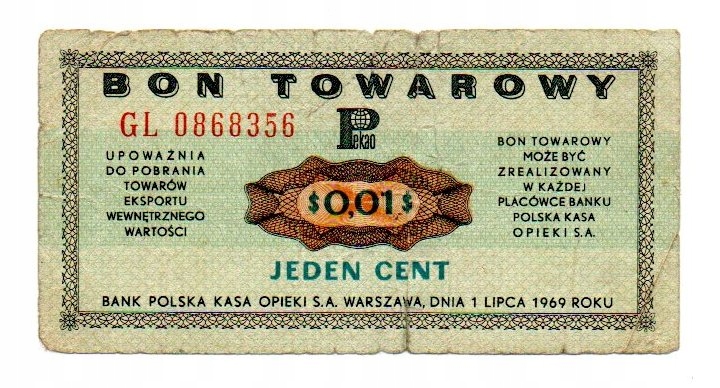 BON TOWAROWY
GL 0868356
Pekao
UPOWAŻNIA
DO POBRANIA
TOWARÓW
EKSPORTU
WEWNĘTRZNEGO
WARTOŚCI
$0,01$
BON TOWAROWY
MOŻE BYĆ
ZREALIZOWANY
W KAŻDEJ
PLACÓWCE BANKU
POLSKA KASA
OPIEKI S.A.
JEDEN CENT
BANK POLSKA KASA OPIEKI S.A. WARSZAWA, DNIA 1 LIPCA 1969 ROKU